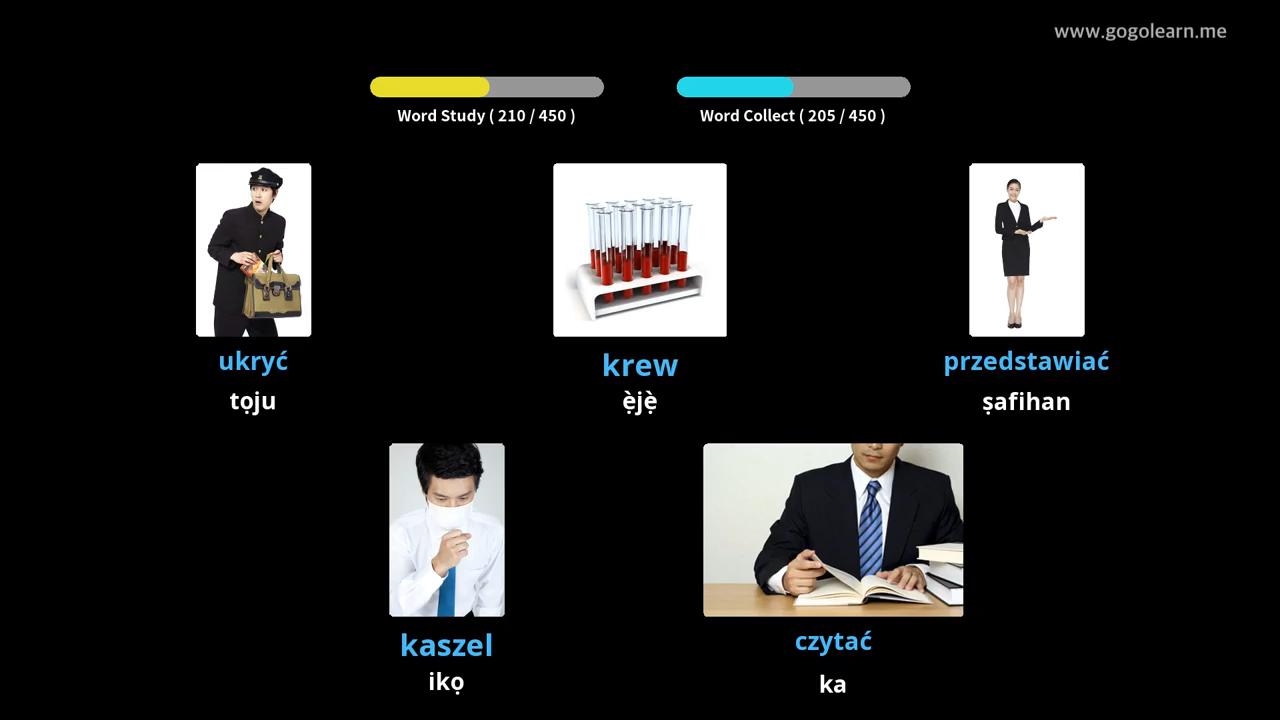 www.gogolearn.me
Word Study ( 210 / 450 )
Word Collect ( 205 / 450 )
ukryć
tọju
krew
ẹ̀jẹ̀
przedstawiać
ṣafihan
kaszel
ikọ
czytać
ka